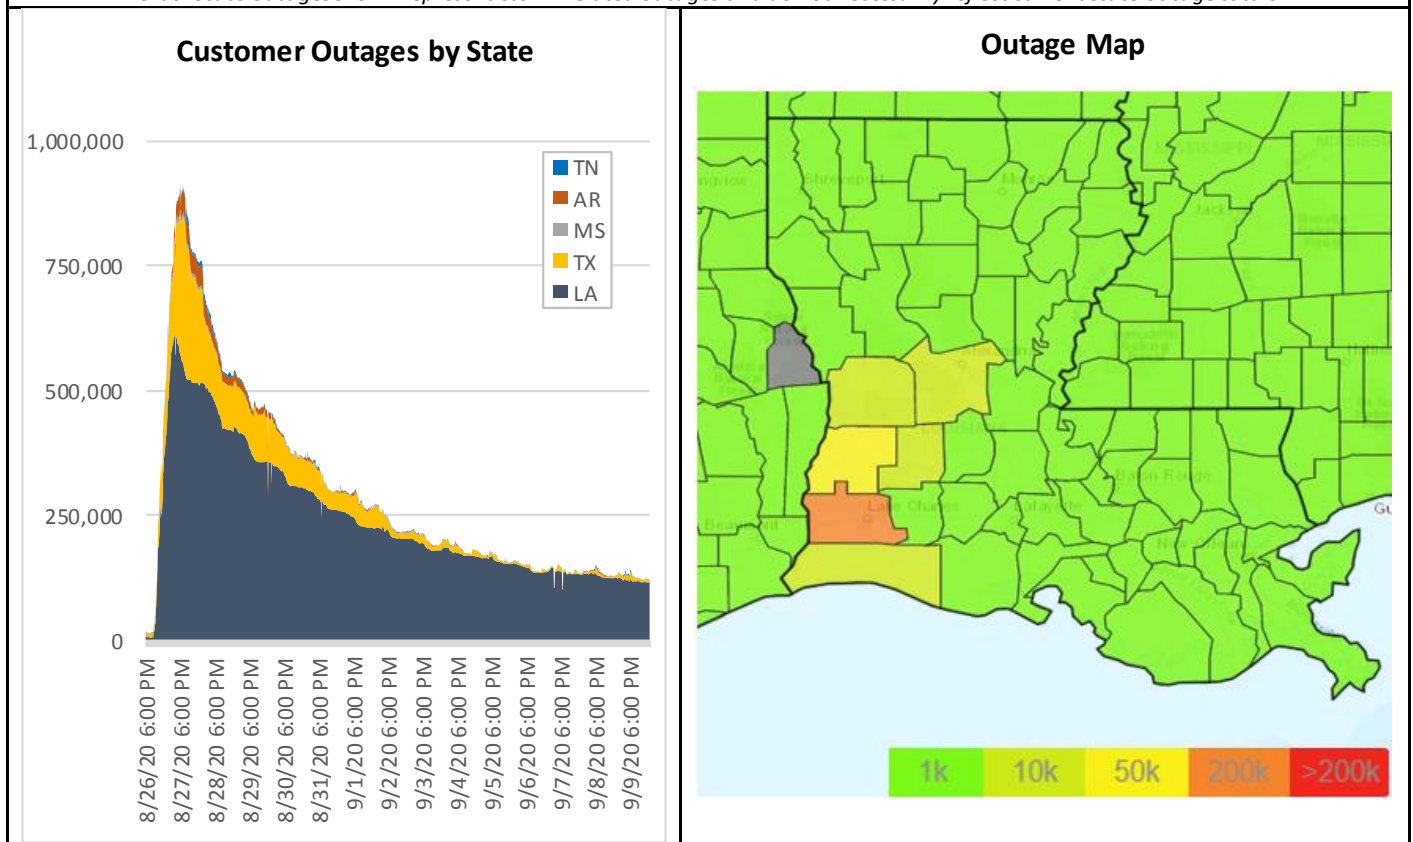 Customer Outages by State
1,000,000
750,000
500,000
250,000
0
TN
AR
MS
TX
LA
8/26/20 6:00 PM
8/27/20 6:00 PM
8/28/20 6:00 PM
8/29/20 6:00 PM
8/30/20 6:00 PM
8/31/20 6:00 PM
9/1/20 6:00 PM
9/2/20 6:00 PM
9/3/20 6:00 PM
9/4/20 6:00 PM
9/5/20 6:00 PM
9/6/20 6:00 PM
9/7/20 6:00 PM
9/8/20 6:00 PM
9/9/20 6:00 PM
Outage Map
MISSISSIPPI
Shreveport
Monroe
Jackson
Alexandria
LOUISIANA
Baton Rouge
Lake Charles
Lafayette
Beaumont
New Orleans
Gu
1k
10k
50k
200k
>200k